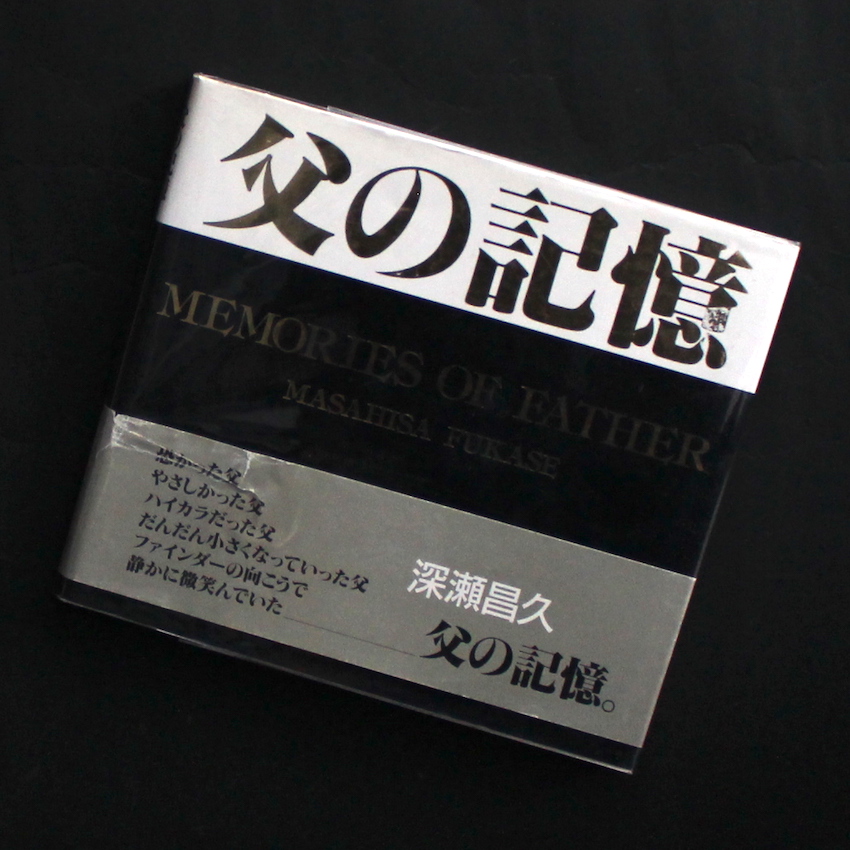 父の記憶
MEMORIES OF FATHER
MASAHISA FUKASE
恐かった父
やさしかった父
ハイカラだった父
だんだん小さくなっていった父
ファインダーの向こうで
静かに微笑んでいた
深瀬昌久
父の記憶。